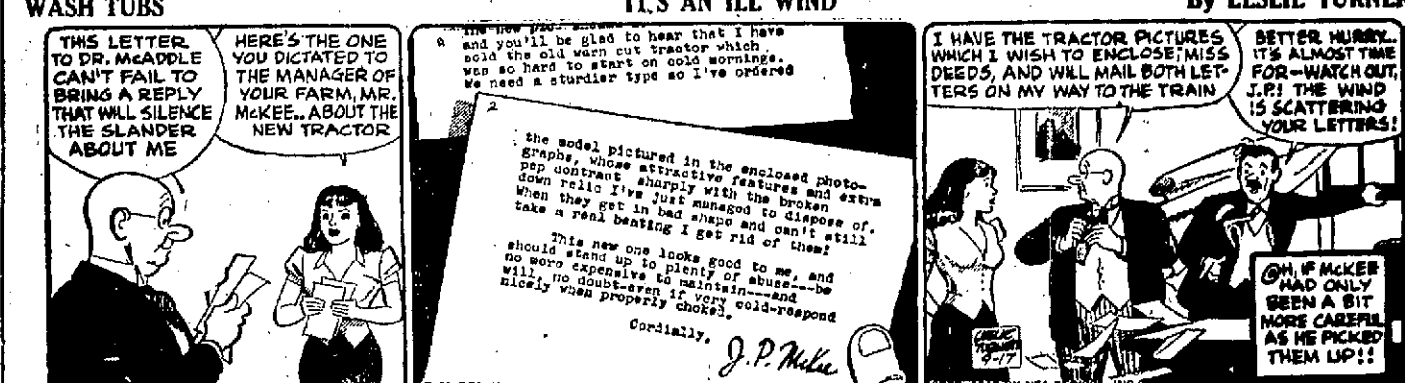 WASH TUBS
IT'S AN ILL WIND
By LESLIE TURNER
THIS LETTER
TO DR. McADDLE
CAN'T FAIL TO
BRING A REPLY
THAT WILL SILENCE
THE SLANDER
ABOUT ME
HERE'S THE ONE
YOU DICTATED TO
THE MANAGER OF
YOUR FARM, MR.
McKEE.. ABOUT THE
NEW TRACTOR
and you'll be glad to hear that I have
sold the old worn out tractor which
was so hard to start on cold mornings.
We need a sturdier type so I've ordered
2
the model pictured in the enclosed photo-
graphs, whose attractive features and extra
pep contrast sharply with the broken
down relic I've just managed to dispose of.
When they get in bad shape and can't still
take a real beating I get rid of them!
This new one looks good to me, and
should stand up to plenty of abuse---be
no more expensive to maintain---and
will, no doubt-even if very cold-respond
nicely when properly choked.
Cordially,
J.P. McKee
I HAVE THE TRACTOR PICTURES
WHICH I WISH TO ENCLOSE, MISS
DEEDS, AND WILL MAIL BOTH LET-
TERS ON MY WAY TO THE TRAIN
BETTER HURRY..
IT'S ALMOST TIME
FOR—WATCH OUT,
J.P.! THE WIND
IS SCATTERING
YOUR LETTERS!
OH, IF McKEE
HAD ONLY
BEEN A BIT
MORE CAREFUL
AS HE PICKED
THEM UP!!
LESLIE
TURNER
9-17